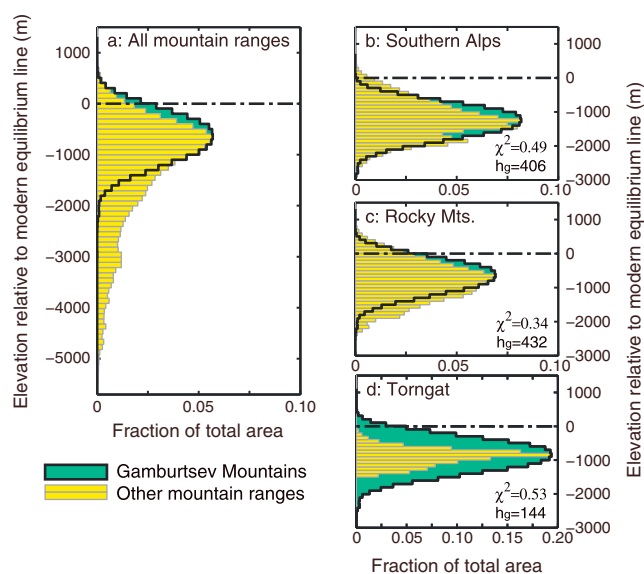 a: All mountain ranges
Elevation relative to modern equilibrium line (m)
1000
0
−1000
−2000
−3000
−4000
−5000
0
0.05
0.10
Fraction of total area
Gamburtsev Mountains
Other mountain ranges
b: Southern Alps
1000
0
−1000
−2000
−3000
χ²=0.49
hg=406
0
0.05
0.10
c: Rocky Mts.
1000
0
−1000
−2000
−3000
χ²=0.34
hg=432
0
0.05
0.10
d: Torngat
1000
0
−1000
−2000
−3000
χ²=0.53
hg=144
0
0.05
0.10
0.15
0.20
Fraction of total area
Elevation relative to modern equilibrium line (m)